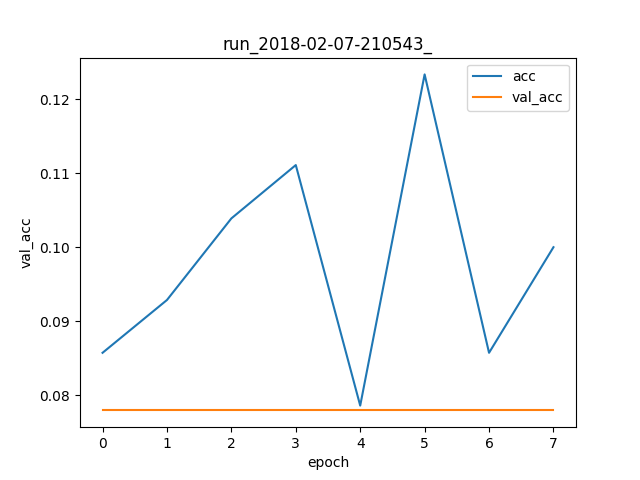 run_2018-02-07-210543_
acc
val_acc
0.12
0.11
0.10
0.09
0.08
val_acc
0 1 2 3 4 5 6 7
epoch